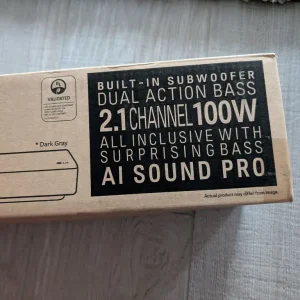 VALIDATED
* Dark Gray
BUILT-IN SUBWOOFER
DUAL ACTION BASS
2.1 CHANNEL 100W
ALL INCLUSIVE WITH
SURPRISING BASS
AI SOUND PRO
Actual product may differ from image.